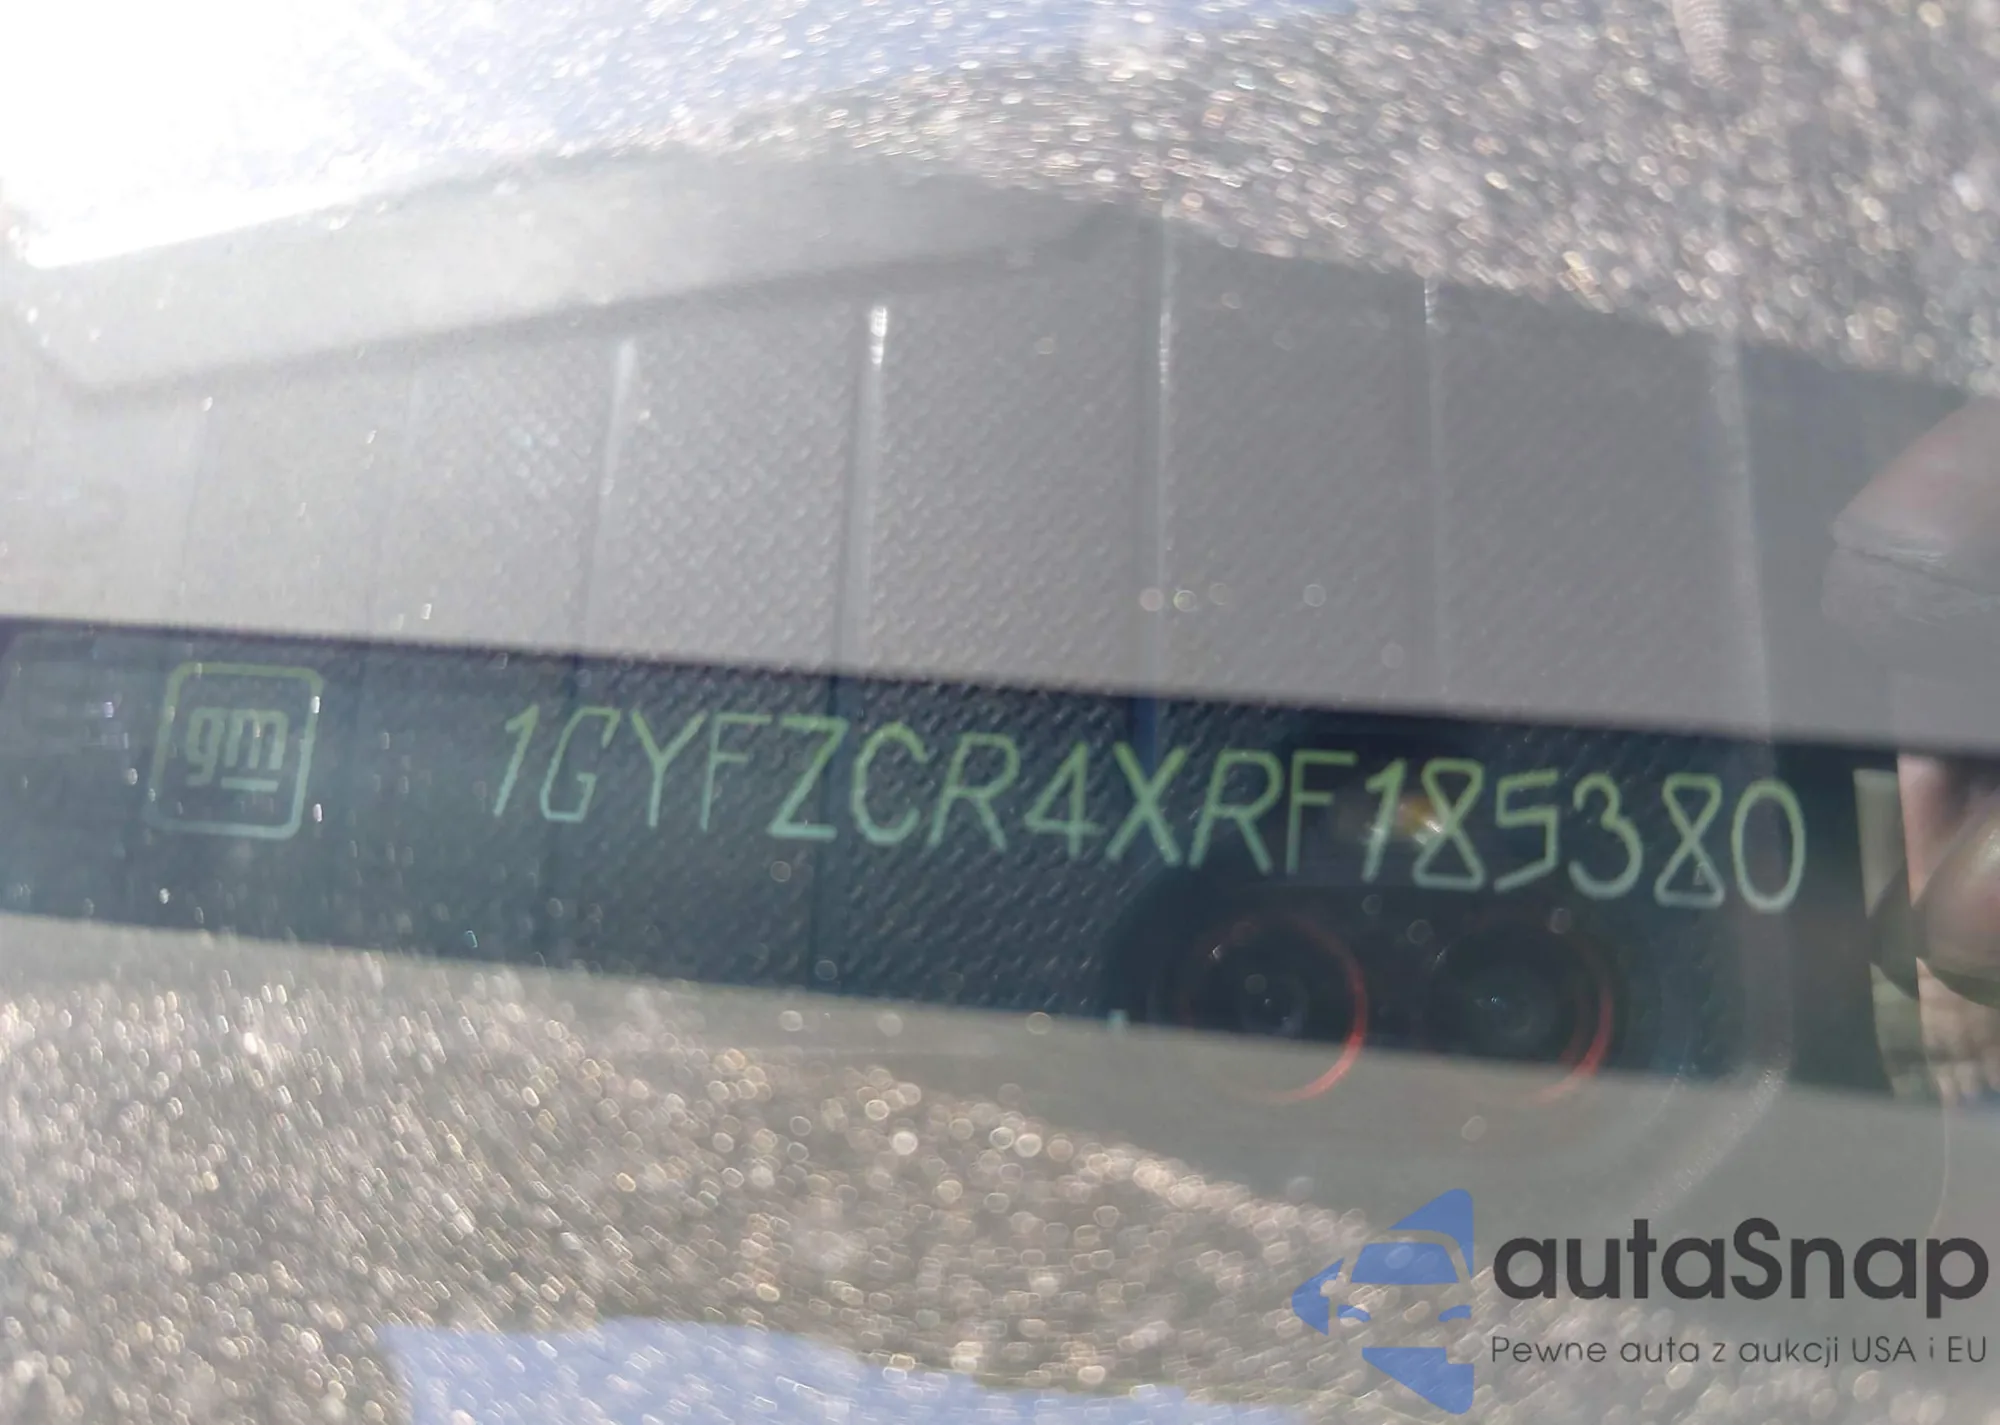 gm 1GYFZCR4XRF185380
autaSnap
Pewne auta z aukcji USA i EU